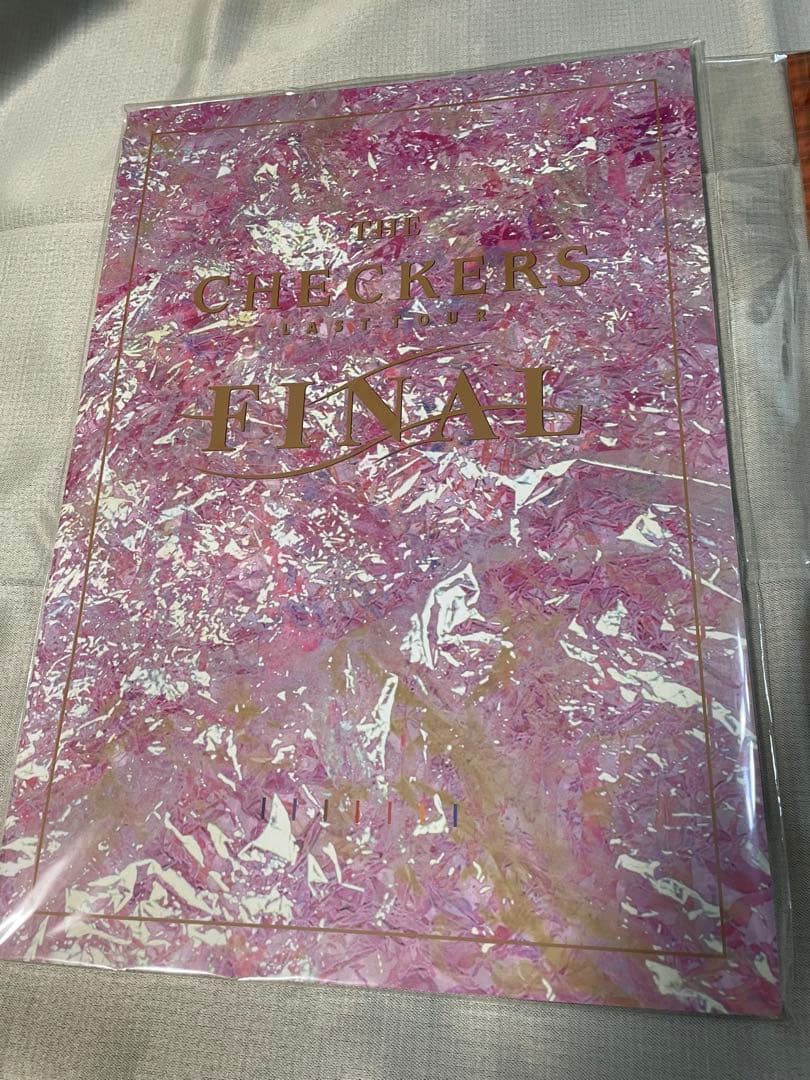 THE
CHECKERS
LAST TOUR
FINAL